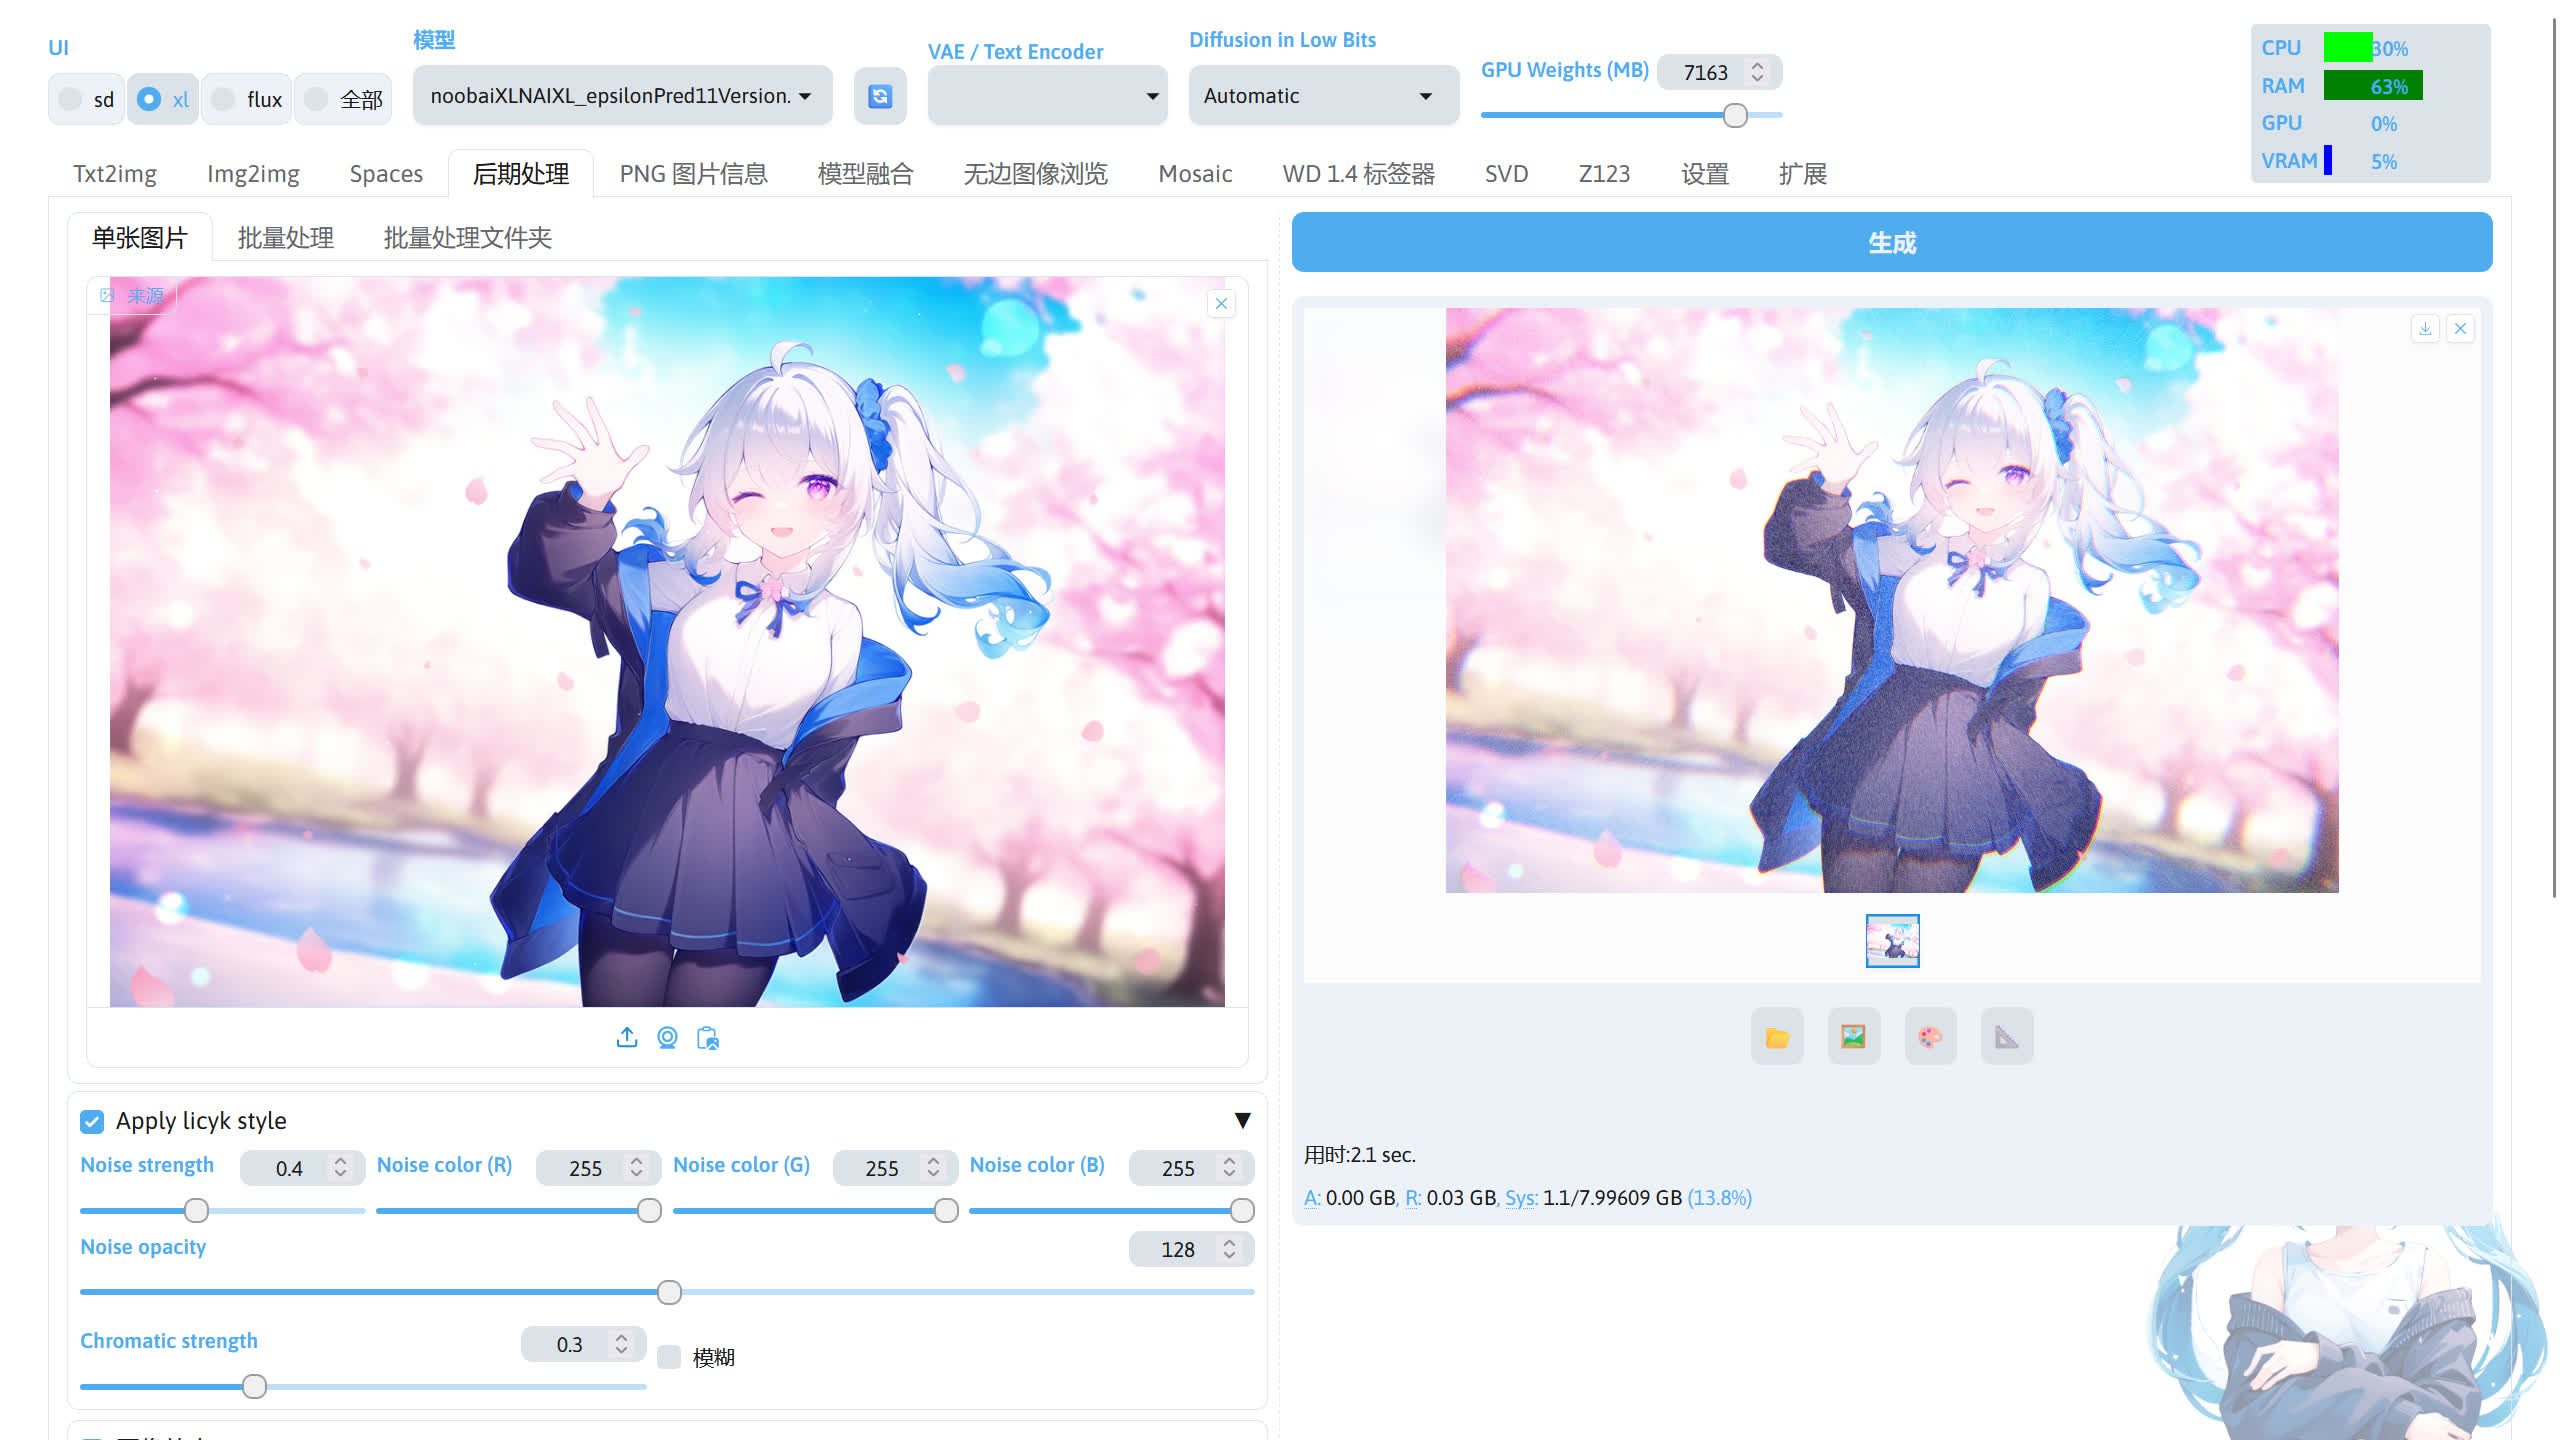 UI
sd
xl
flux
全部
模型
noobaiXLNAIXL_epsilonPred11Version.
VAE / Text Encoder
Diffusion in Low Bits
Automatic
GPU Weights (MB)
7163
CPU 30%
RAM 63%
GPU 0%
VRAM 5%
Txt2img
Img2img
Spaces
后期处理
PNG 图片信息
模型融合
无边图像浏览
Mosaic
WD 1.4 标签器
SVD
Z123
设置
扩展
单张图片
批量处理
批量处理文件夹
来源
Apply licyk style
Noise strength
0.4
Noise color (R)
255
Noise color (G)
255
Noise color (B)
255
Noise opacity
128
Chromatic strength
0.3
模糊
生成
用时:2.1 sec.
A: 0.00 GB, R: 0.03 GB, Sys: 1.1/7.99609 GB (13.8%)